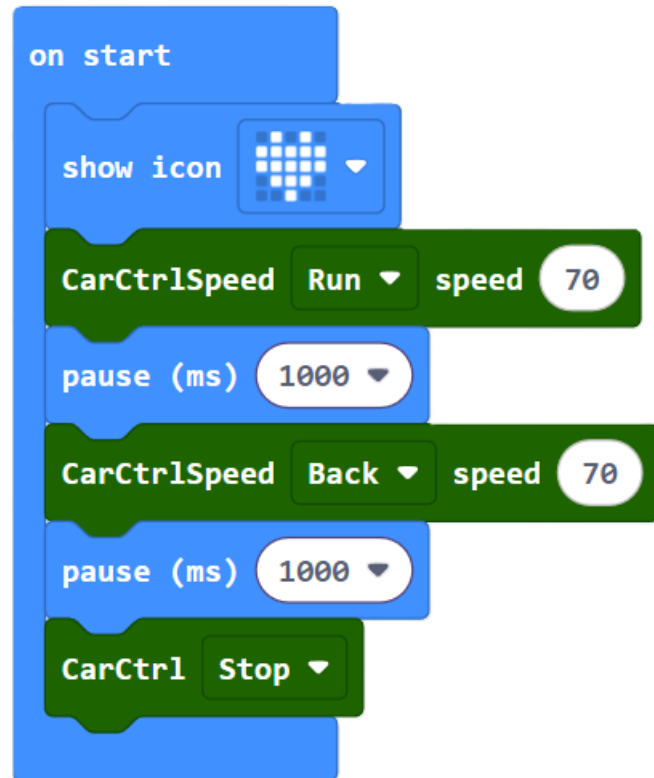 on start
show icon
CarCtrlSpeed Run speed 70
pause (ms) 1000
CarCtrlSpeed Back speed 70
pause (ms) 1000
CarCtrl Stop